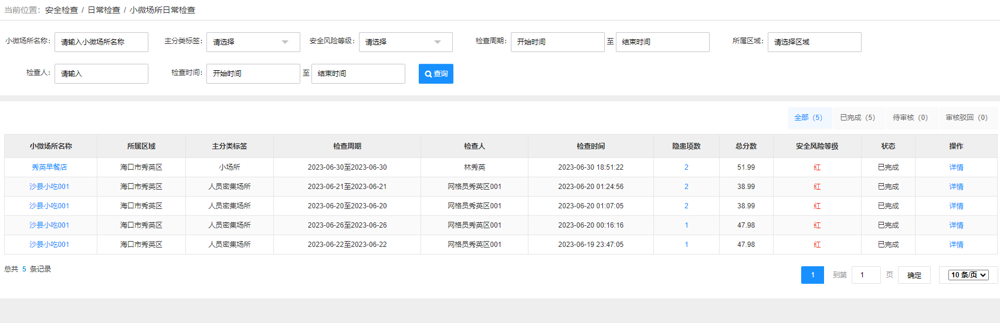 当前位置：安全检查 / 日常检查 / 小微场所日常检查
小微场所名称: 请输入小微场所名称 主分类标签: 请选择 安全风险等级: 请选择 检查周期: 开始时间 至 结束时间 所属区域: 请选择区域
检查人: 请输入 检查时间: 开始时间 至 结束时间 查询
全部（5） 已完成（5） 待审核（0） 审核驳回（0）
小微场所名称 所属区域 主分类标签 检查周期 检查人 检查时间 隐患项数 总分数 安全风险等级 状态 操作
秀英早餐店 海口市秀英区 小场所 2023-06-30至2023-06-30 林秀英 2023-06-30 18:51:22 2 51.99 红 已完成 详情
沙县小吃001 海口市秀英区 人员密集场所 2023-06-21至2023-06-21 网格员秀英区001 2023-06-20 01:24:56 2 38.99 红 已完成 详情
沙县小吃001 海口市秀英区 人员密集场所 2023-06-20至2023-06-20 网格员秀英区001 2023-06-20 01:07:05 2 38.99 红 已完成 详情
沙县小吃001 海口市秀英区 人员密集场所 2023-06-26至2023-06-26 网格员秀英区001 2023-06-20 00:16:16 1 47.98 红 已完成 详情
沙县小吃001 海口市秀英区 人员密集场所 2023-06-22至2023-06-22 网格员秀英区001 2023-06-19 23:47:05 1 47.98 红 已完成 详情
总共 5 条记录
1 到第 1 页 确定 10 条/页